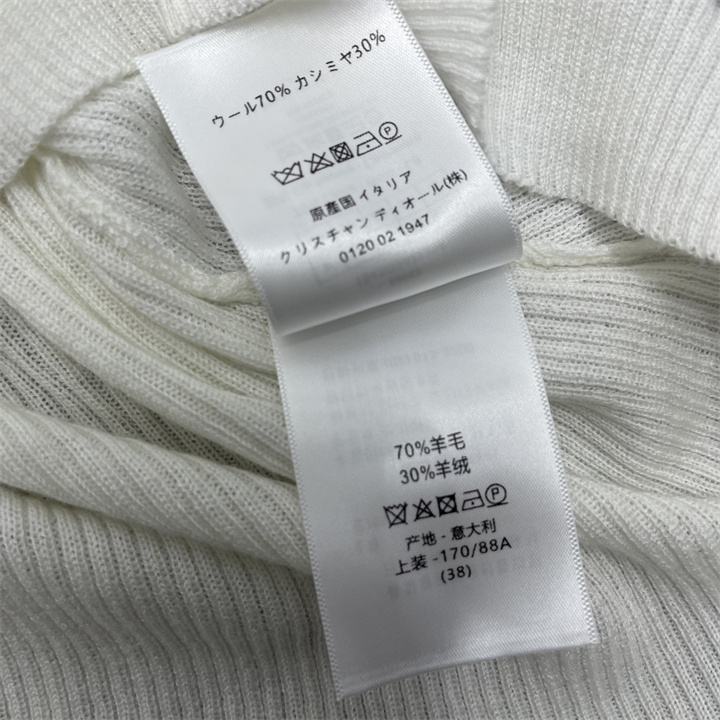 ウール70% カシミヤ30%
P
原産国 イタリア
クリスチャン ディオール(株)
0120 02 1947
70%羊毛
30%羊绒
P
产地 - 意大利
上装 -170/88A
(38)